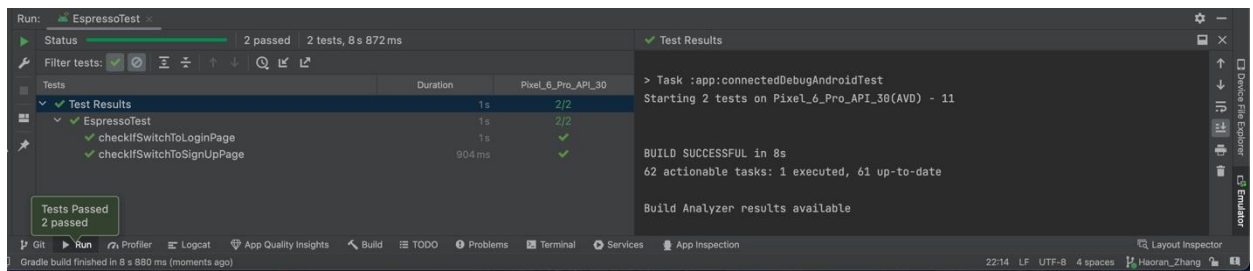 Run: EspressoTest
Status 2 passed 2 tests, 8 s 872 ms
Filter tests:
Tests Duration Pixel_6_Pro_API_30
Test Results 1 s 2/2
EspressoTest 1 s 2/2
checkIfSwitchToLoginPage 1 s
checkIfSwitchToSignUpPage 904 ms
Tests Passed
2 passed
Test Results
> Task :app:connectedDebugAndroidTest
Starting 2 tests on Pixel_6_Pro_API_30(AVD) - 11
BUILD SUCCESSFUL in 8s
62 actionable tasks: 1 executed, 61 up-to-date
Build Analyzer results available
Device File Explorer
Emulator
Git Run Profiler Logcat App Quality Insights Build TODO Problems Terminal Services App Inspection Layout Inspector
Gradle build finished in 8 s 880 ms (moments ago) 22:14 LF UTF-8 4 spaces Haoran_Zhang